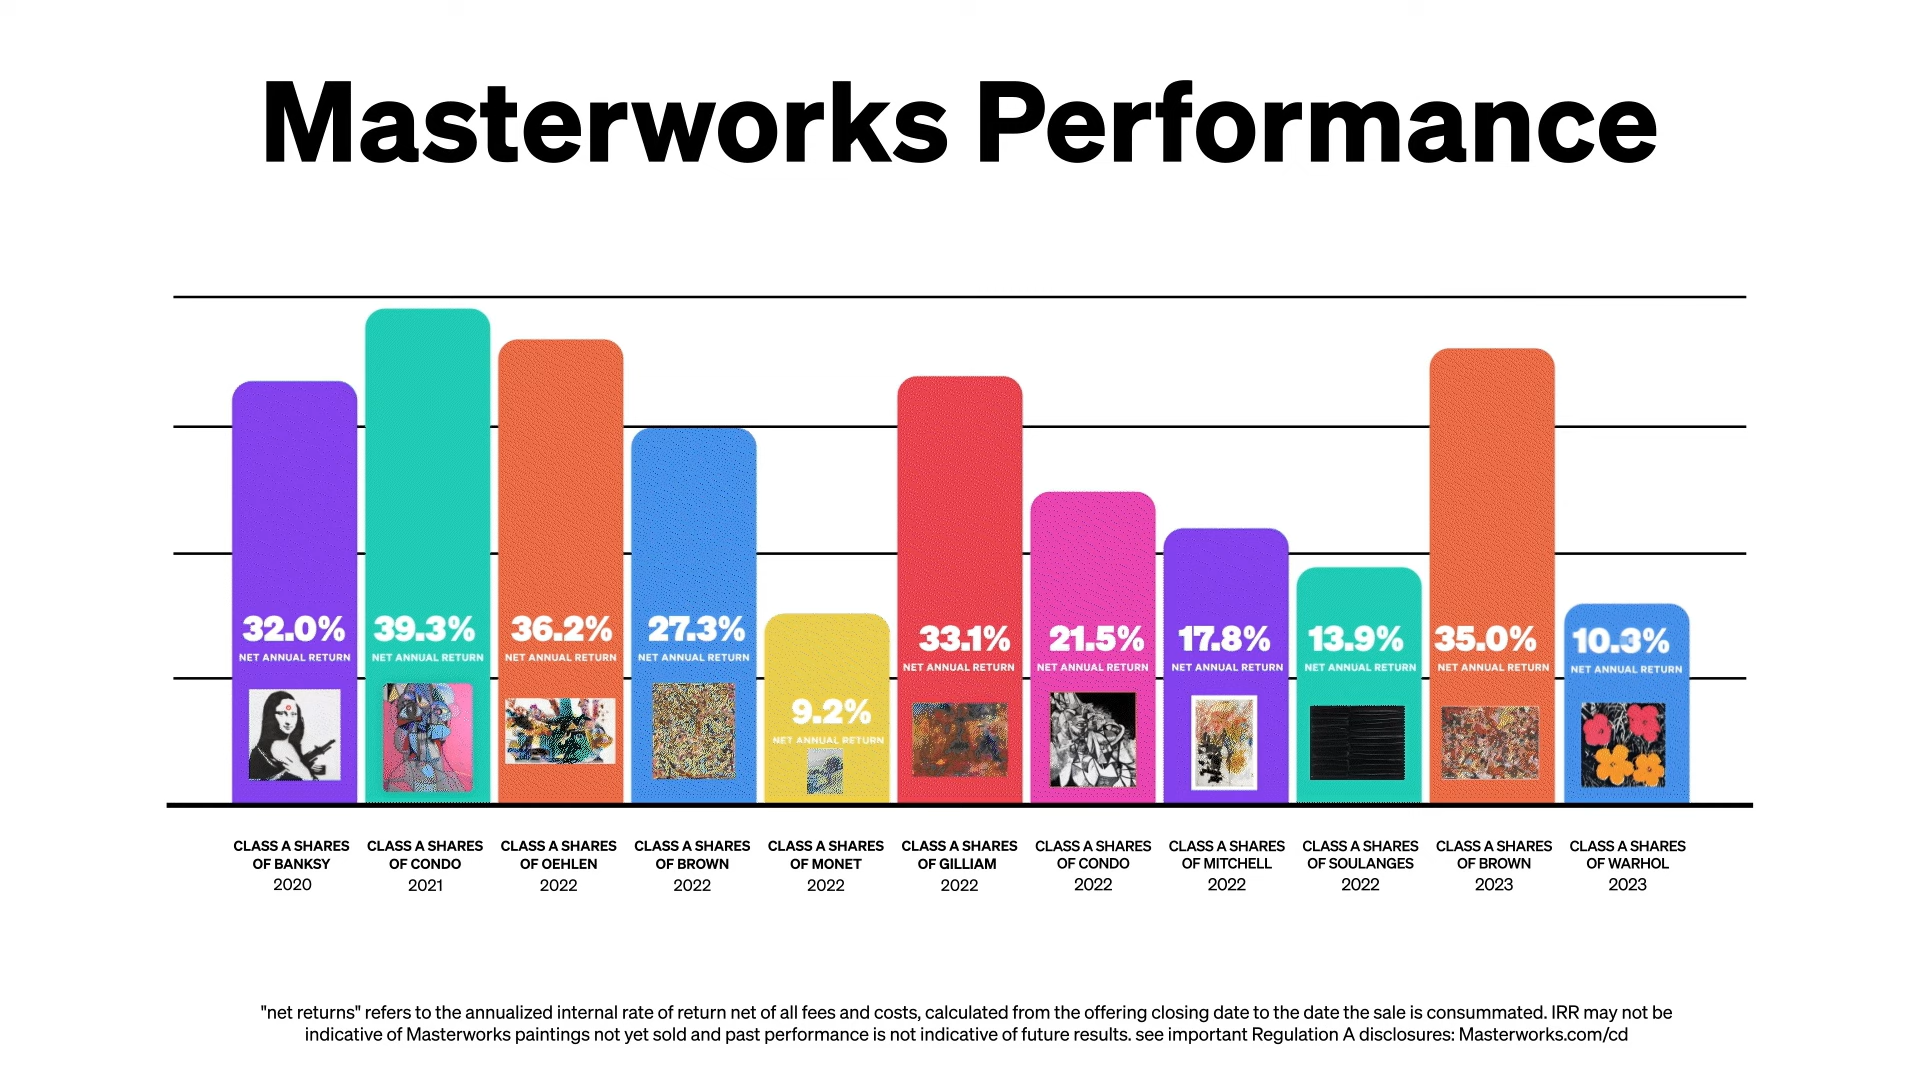 Masterworks Performance
32.0%
NET ANNUAL RETURN
39.3%
NET ANNUAL RETURN
36.2%
NET ANNUAL RETURN
27.3%
NET ANNUAL RETURN
9.2%
NET ANNUAL RETURN
33.1%
NET ANNUAL RETURN
21.5%
NET ANNUAL RETURN
17.8%
NET ANNUAL RETURN
13.9%
NET ANNUAL RETURN
35.0%
NET ANNUAL RETURN
10.3%
NET ANNUAL RETURN
CLASS A SHARES
OF BANKSY
2020
CLASS A SHARES
OF CONDO
2021
CLASS A SHARES
OF OEHLEN
2022
CLASS A SHARES
OF BROWN
2022
CLASS A SHARES
OF MONET
2022
CLASS A SHARES
OF GILLIAM
2022
CLASS A SHARES
OF CONDO
2022
CLASS A SHARES
OF MITCHELL
2022
CLASS A SHARES
OF SOULANGES
2022
CLASS A SHARES
OF BROWN
2023
CLASS A SHARES
OF WARHOL
2023
"net returns" refers to the annualized internal rate of return net of all fees and costs, calculated from the offering closing date to the date the sale is consummated. IRR may not be
indicative of Masterworks paintings not yet sold and past performance is not indicative of future results. see important Regulation A disclosures: Masterworks.com/cd